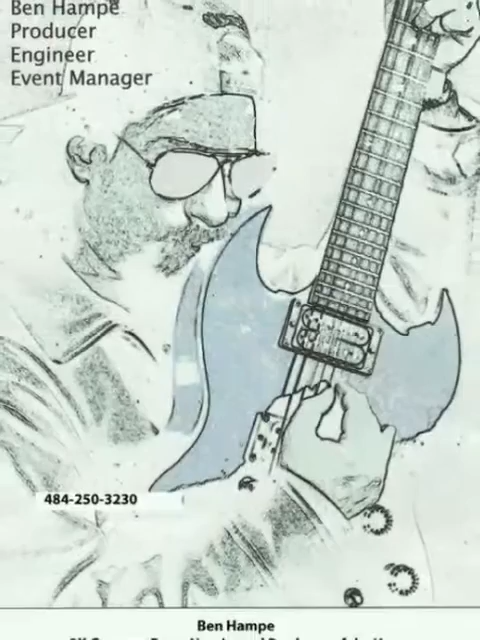 Ben Hampe
Producer
Engineer
Event Manager
484-250-3230
Ben Hampe